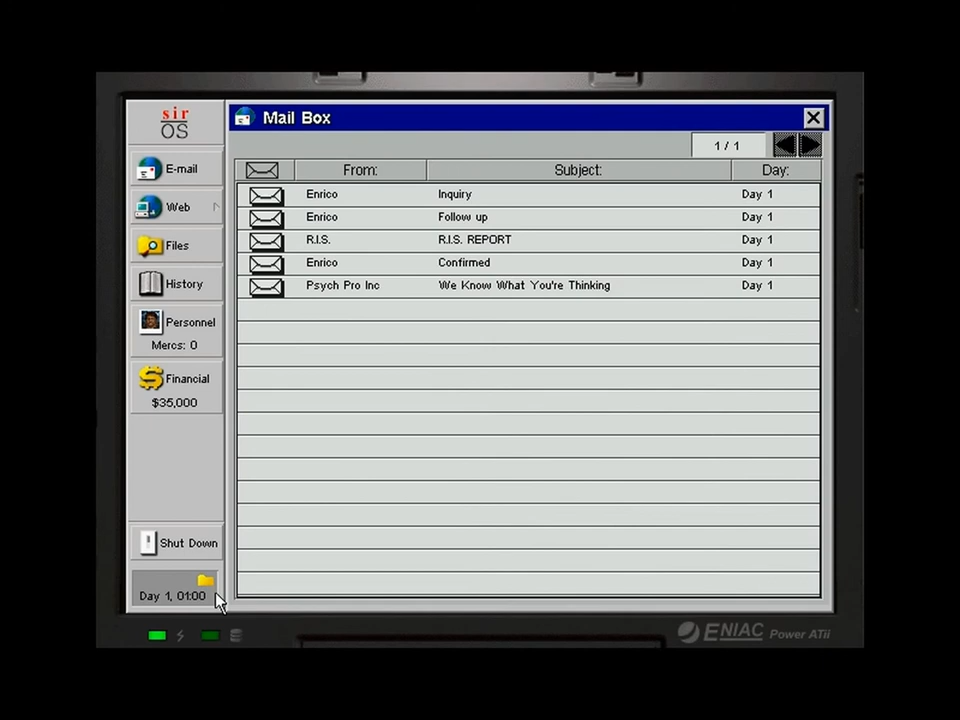 sir
OS
Mail Box
1 / 1
E-mail
Web
Files
History
Personnel
Mercs: 0
Financial
$35,000
Shut Down
Day 1, 01:00
From: Subject: Day:
Enrico Inquiry Day 1
Enrico Follow up Day 1
R.I.S. R.I.S. REPORT Day 1
Enrico Confirmed Day 1
Psych Pro Inc We Know What You're Thinking Day 1
ENIAC Power ATii